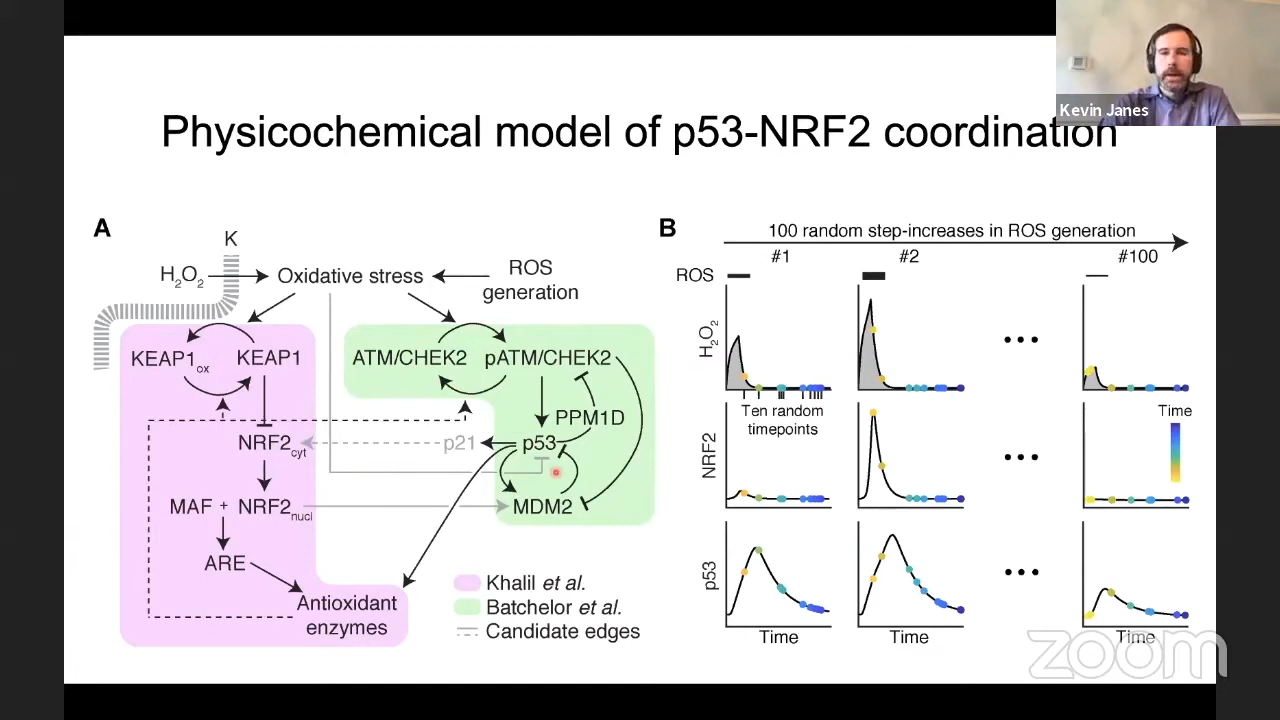 Kevin Janes
Physicochemical model of p53-NRF2 coordination
A
K
H2O2
Oxidative stress
ROS
generation
KEAP1ox
KEAP1
ATM/CHEK2
pATM/CHEK2
PPM1D
NRF2cyt
p21
p53
MAF + NRF2nucl
MDM2
ARE
Antioxidant
enzymes
Khalil et al.
Batchelor et al.
Candidate edges
B
100 random step-increases in ROS generation
#1
#2
#100
ROS
H2O2
Ten random
timepoints
Time
NRF2
p53
Time
Time
Time
zoom